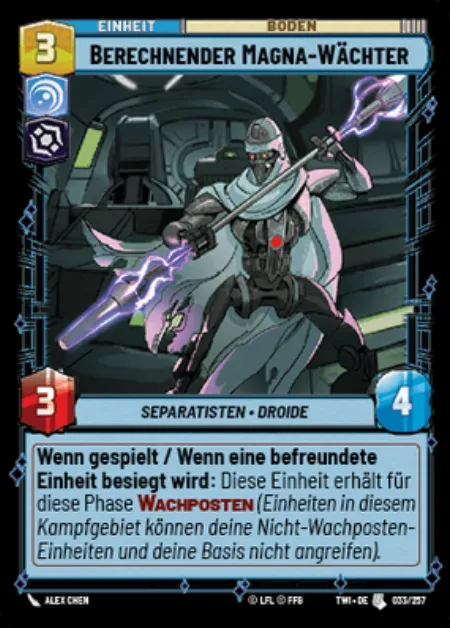 EINHEIT
BODEN
3
BERECHNENDER MAGNA-WÄCHTER
3
SEPARATISTEN • DROIDE
4
Wenn gespielt / Wenn eine befreundete
Einheit besiegt wird: Diese Einheit erhält für
diese Phase WACHPOSTEN (Einheiten in diesem
Kampfgebiet können deine Nicht-Wachposten-
Einheiten und deine Basis nicht angreifen).
ALEX CHEN
© LFL © FFG
TWI • DE
033/257